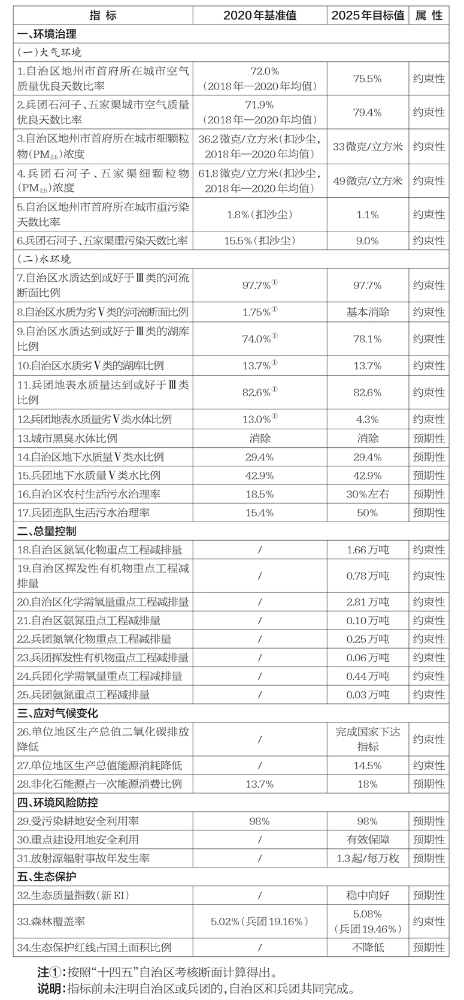 指 标 2020年基准值 2025年目标值 属 性
一、环境治理
(一)大气环境
1.自治区地州市首府所在城市空气
质量优良天数比率
72.0%
(2018年—2020年均值)
75.5%
约束性
2.兵团石河子、五家渠城市空气质量
优良天数比率
71.9%
(2018年—2020年均值)
79.4%
约束性
3.自治区地州市首府所在城市细颗粒
物(PM2.5)浓度
36.2微克/立方米(扣沙尘,
2018年—2020年均值)
33微克/立方米
约束性
4.兵团石河子、五家渠细颗粒物
(PM2.5)浓度
61.8微克/立方米(扣沙尘,
2018年—2020年均值)
49微克/立方米
约束性
5.自治区地州市首府所在城市重污染
天数比率
1.8%(扣沙尘)
1.1%
约束性
6.兵团石河子、五家渠重污染天数比率 15.5%(扣沙尘) 9.0% 约束性
(二)水环境
7.自治区水质达到或好于Ⅲ类的河流
断面比例
97.7%①
97.7%
约束性
8.自治区水质为劣Ⅴ类的河流断面比例 1.75%① 基本消除 约束性
9.自治区水质达到或好于Ⅲ类的湖库
比例
74.0%①
78.1%
约束性
10.自治区水质劣Ⅴ类的湖库比例 13.7%① 13.7% 约束性
11.兵团地表水质量达到或好于Ⅲ类
比例
82.6%①
82.6%
约束性
12.兵团地表水质量劣Ⅴ类水体比例 13.0%① 4.3% 约束性
13.城市黑臭水体比例 消除 消除 预期性
14.自治区地下水质量Ⅴ类水比例 29.4% 29.4% 预期性
15.兵团地下水质量Ⅴ类水比例 42.9% 42.9% 预期性
16.自治区农村生活污水治理率 18.5% 30%左右 预期性
17.兵团连队生活污水治理率 15.4% 50% 预期性
二、总量控制
18.自治区氮氧化物重点工程减排量 / 1.66万吨 约束性
19.自治区挥发性有机物重点工程减
排量
/
0.78万吨
约束性
20.自治区化学需氧量重点工程减排量 / 2.81万吨 约束性
21.自治区氨氮重点工程减排量 / 0.10万吨 约束性
22.兵团氮氧化物重点工程减排量 / 0.25万吨 约束性
23.兵团挥发性有机物重点工程减排量 / 0.06万吨 约束性
24.兵团化学需氧量重点工程减排量 / 0.44万吨 约束性
25.兵团氨氮重点工程减排量 / 0.03万吨 约束性
三、应对气候变化
26.单位地区生产总值二氧化碳排放
降低
/
完成国家下达
指标
约束性
27.单位地区生产总值能源消耗降低 / 14.5% 约束性
28.非化石能源占一次能源消费比例 13.7% 18% 预期性
四、环境风险防控
29.受污染耕地安全利用率 98% 98% 预期性
30.重点建设用地安全利用 / 有效保障 预期性
31.放射源辐射事故年发生率 / 1.3起/每万枚 预期性
五、生态保护
32.生态质量指数(新EI) / 稳中向好 预期性
33.森林覆盖率
5.02%(兵团19.16%)
5.08%
(兵团19.46%)
约束性
34.生态保护红线占国土面积比例 / 不降低 预期性
注①:按照“十四五”自治区考核断面计算得出。
说明:指标前未注明自治区或兵团的,自治区和兵团共同完成。